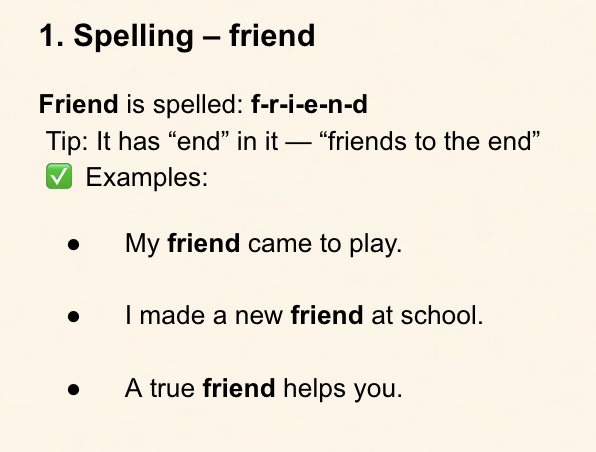 1. Spelling – friend
Friend is spelled: f-r-i-e-n-d
Tip: It has “end” in it — “friends to the end”
✅ Examples:
● My friend came to play.
● I made a new friend at school.
● A true friend helps you.